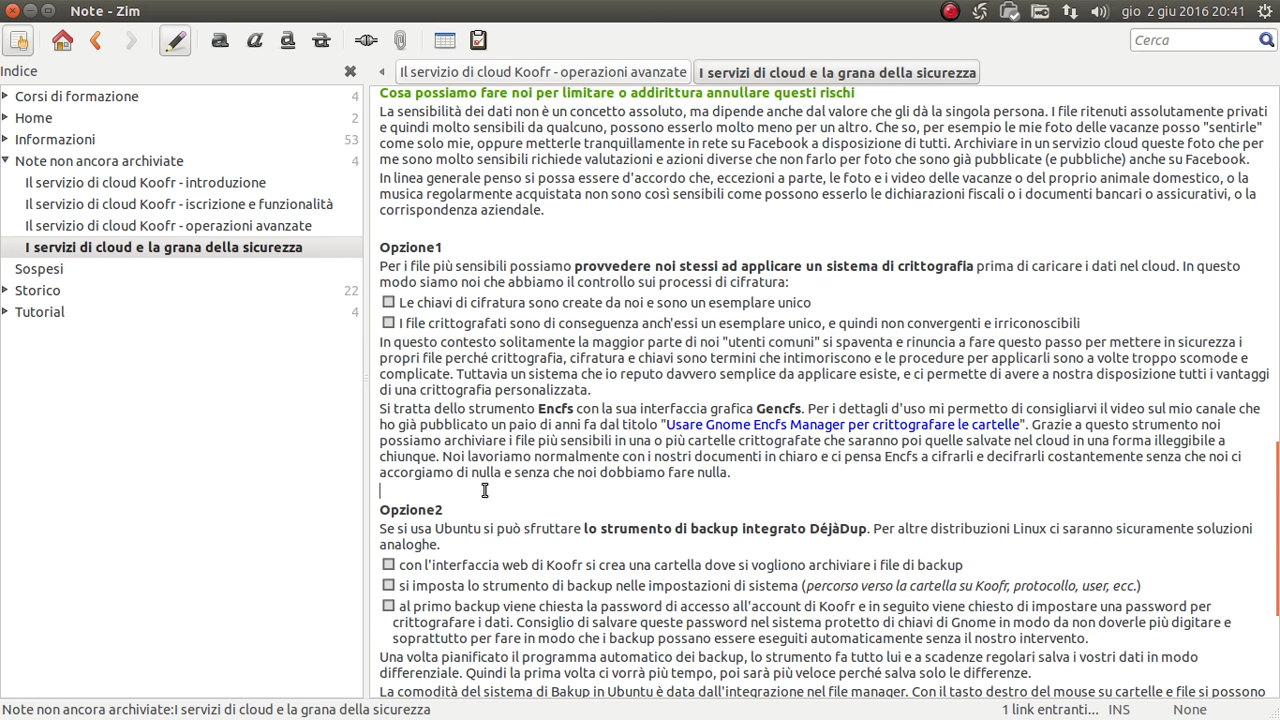 Note - Zim
gio 2 giu 2016 20:41
Cerca
Indice
Corsi di formazione 4
Home 2
Informazioni 53
Note non ancora archiviate 4
Il servizio di cloud Koofr - introduzione
Il servizio di cloud Koofr - iscrizione e funzionalità
Il servizio di cloud Koofr - operazioni avanzate
I servizi di cloud e la grana della sicurezza
Sospesi
Storico 22
Tutorial 4
Il servizio di cloud Koofr - operazioni avanzate
I servizi di cloud e la grana della sicurezza
Cosa possiamo fare noi per limitare o addirittura annullare questi rischi
La sensibilità dei dati non è un concetto assoluto, ma dipende anche dal valore che gli dà la singola persona. I file ritenuti assolutamente privati
e quindi molto sensibili da qualcuno, possono esserlo molto meno per un altro. Che so, per esempio le mie foto delle vacanze posso "sentirle"
come solo mie, oppure metterle tranquillamente in rete su Facebook a disposizione di tutti. Archiviare in un servizio cloud queste foto che per
me sono molto sensibili richiede valutazioni e azioni diverse che non farlo per foto che sono già pubblicate (e pubbliche) anche su Facebook.
In linea generale penso si possa essere d'accordo che, eccezioni a parte, le foto e i video delle vacanze o del proprio animale domestico, o la
musica regolarmente acquistata non sono così sensibili come possono esserlo le dichiarazioni fiscali o i documenti bancari o assicurativi, o la
corrispondenza aziendale.
Opzione1
Per i file più sensibili possiamo provvedere noi stessi ad applicare un sistema di crittografia prima di caricare i dati nel cloud. In questo
modo siamo noi che abbiamo il controllo sui processi di cifratura:
Le chiavi di cifratura sono create da noi e sono un esemplare unico
I file crittografati sono di conseguenza anch'essi un esemplare unico, e quindi non convergenti e irriconoscibili
In questo contesto solitamente la maggior parte di noi "utenti comuni" si spaventa e rinuncia a fare questo passo per mettere in sicurezza i
propri file perché crittografia, cifratura e chiavi sono termini che intimoriscono e le procedure per applicarli sono a volte troppo scomode e
complicate. Tuttavia un sistema che io reputo davvero semplice da applicare esiste, e ci permette di avere a nostra disposizione tutti i vantaggi
di una crittografia personalizzata.
Si tratta dello strumento Encfs con la sua interfaccia grafica Gencfs. Per i dettagli d'uso mi permetto di consigliarvi il video sul mio canale che
ho già pubblicato un paio di anni fa dal titolo "Usare Gnome Encfs Manager per crittografare le cartelle". Grazie a questo strumento noi
possiamo archiviare i file più sensibili in una o più cartelle crittografate che saranno poi quelle salvate nel cloud in una forma illeggibile a
chiunque. Noi lavoriamo normalmente con i nostri documenti in chiaro e ci pensa Encfs a cifrarli e decifrarli costantemente senza che noi ci
accorgiamo di nulla e senza che noi dobbiamo fare nulla.
Opzione2
Se si usa Ubuntu si può sfruttare lo strumento di backup integrato DéjàDup. Per altre distribuzioni Linux ci saranno sicuramente soluzioni
analoghe.
con l'interfaccia web di Koofr si crea una cartella dove si vogliono archiviare i file di backup
si imposta lo strumento di backup nelle impostazioni di sistema (percorso verso la cartella su Koofr, protocollo, user, ecc.)
al primo backup viene chiesta la password di accesso all'account di Koofr e in seguito viene chiesto di impostare una password per
crittografare i dati. Consiglio di salvare queste password nel sistema protetto di chiavi di Gnome in modo da non doverle più digitare e
soprattutto per fare in modo che i backup possano essere eseguiti automaticamente senza il nostro intervento.
Una volta pianificato il programma automatico dei backup, lo strumento fa tutto lui e a scadenze regolari salva i vostri dati in modo
differenziale. Quindi la prima volta ci vorrà più tempo, poi sarà più veloce perché salva solo le differenze.
La comodità del sistema di Bakup in Ubuntu è data dall'integrazione nel file manager. Con il tasto destro del mouse su cartelle e file si possono
Note non ancora archiviate:I servizi di cloud e la grana della sicurezza
1 link entranti... INS None